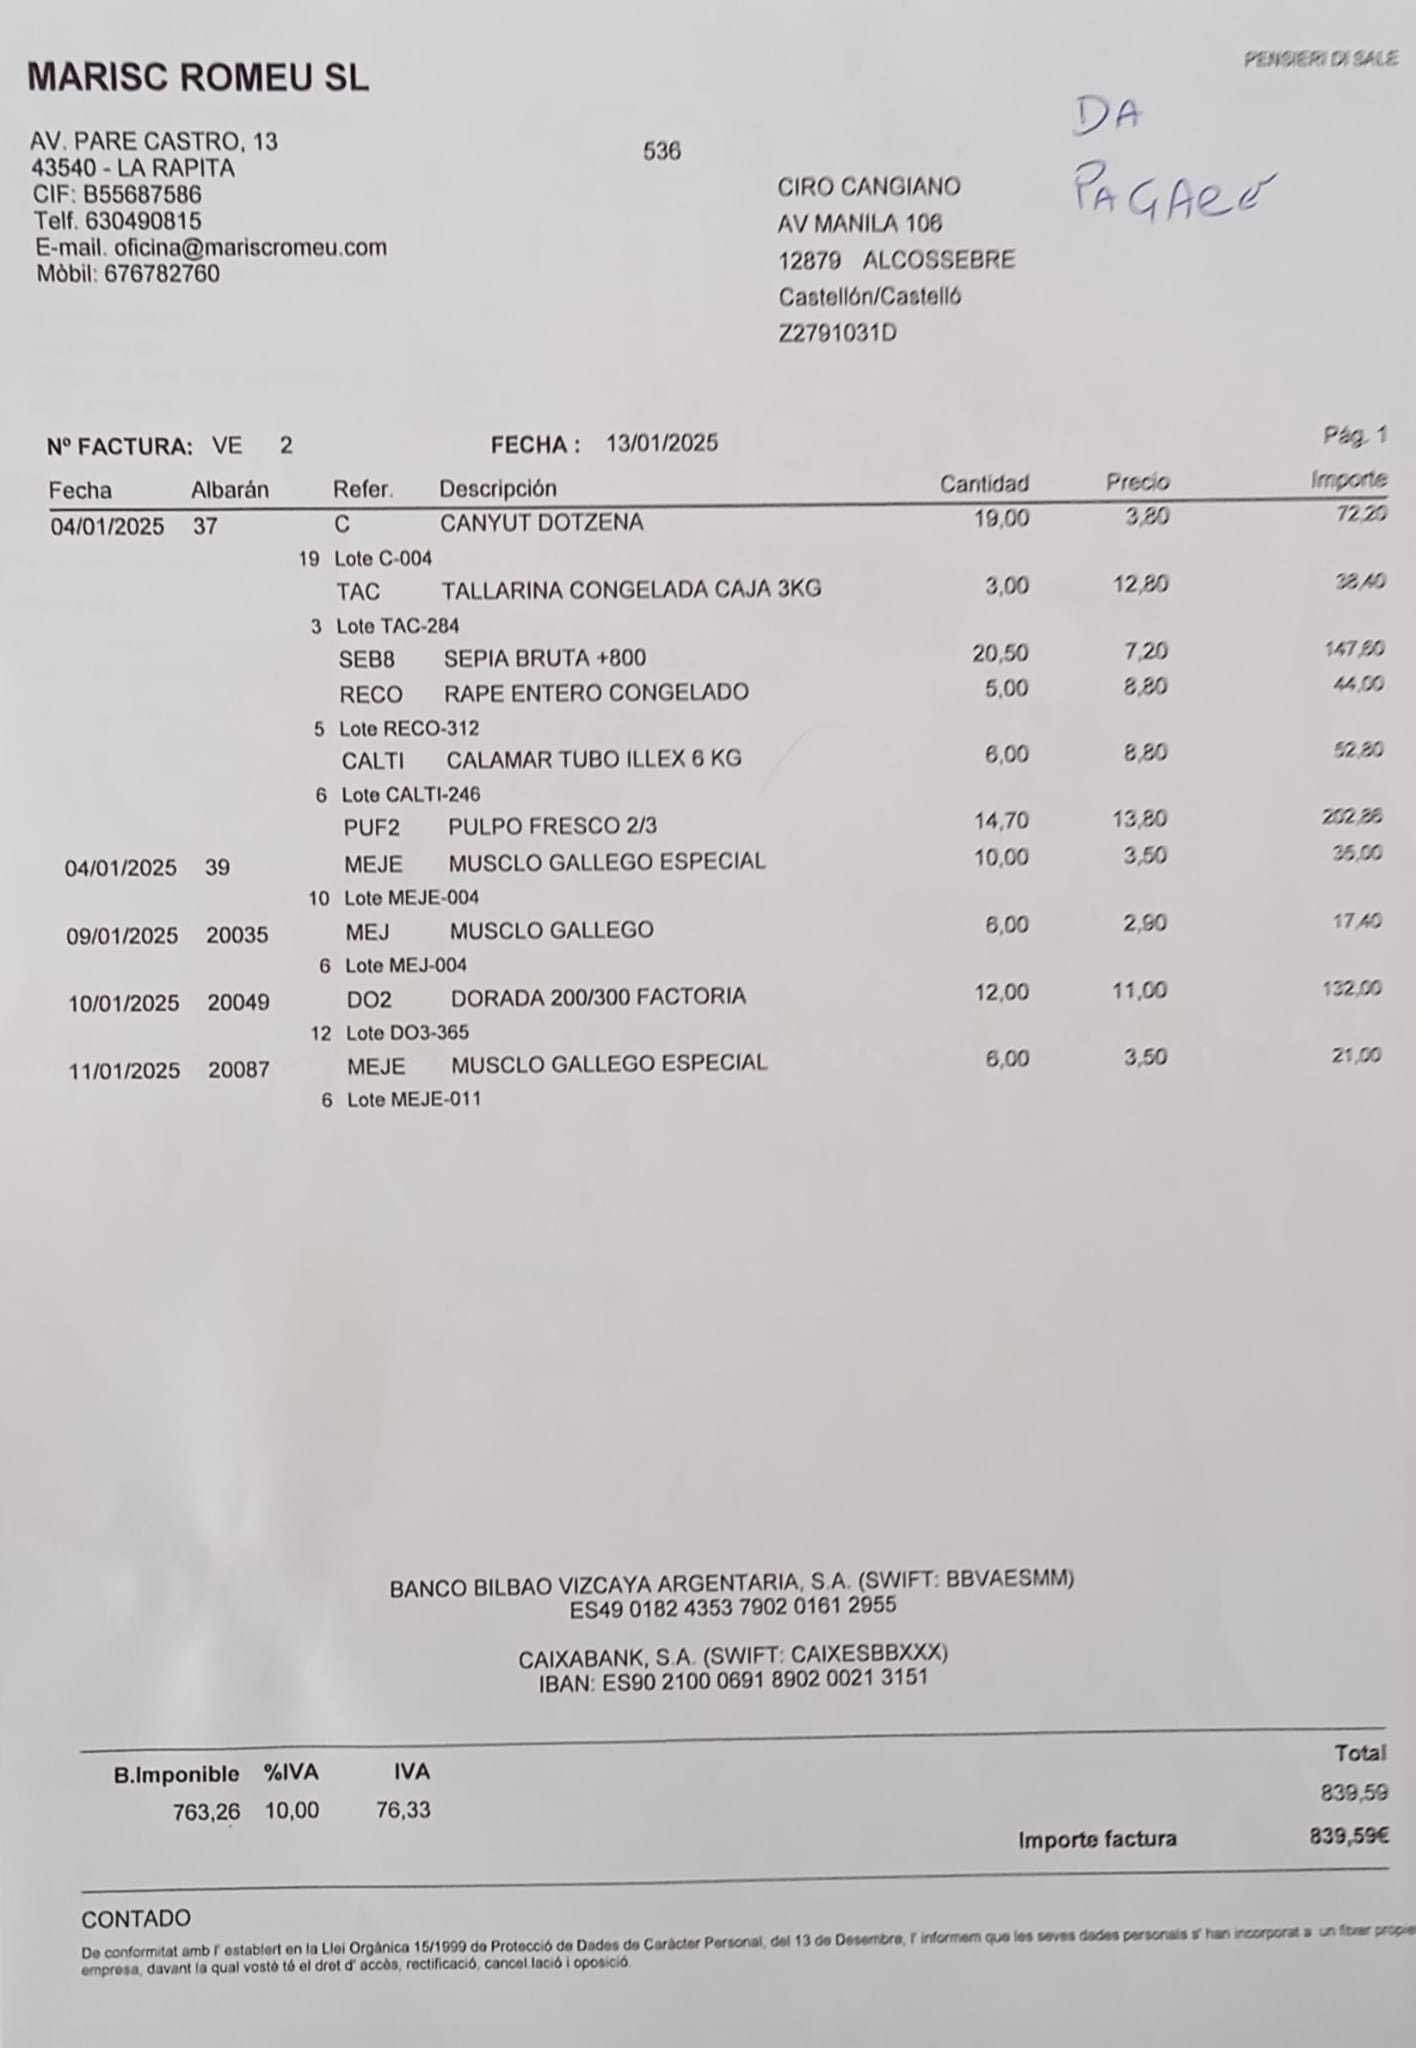 PENSIERI DI SALE
MARISC ROMEU SL
DA
PAGARE
AV. PARE CASTRO, 13
43540 - LA RAPITA
CIF: B55687586
Telf. 630490815
E-mail. oficina@mariscromeu.com
Mòbil: 676782760
536
CIRO CANGIANO
AV MANILA 106
12879 ALCOSSEBRE
Castellón/Castelló
Z2791031D
Nº FACTURA: VE 2 FECHA : 13/01/2025 Pág. 1
Fecha Albarán Refer. Descripción Cantidad Precio Importe
04/01/2025 37 C CANYUT DOTZENA 19,00 3,80 72,20
19 Lote C-004
TAC TALLARINA CONGELADA CAJA 3KG 3,00 12,80 38,40
3 Lote TAC-284
SEB8 SEPIA BRUTA +800 20,50 7,20 147,60
RECO RAPE ENTERO CONGELADO 5,00 8,80 44,00
5 Lote RECO-312
CALTI CALAMAR TUBO ILLEX 6 KG 6,00 8,80 52,80
6 Lote CALTI-246
PUF2 PULPO FRESCO 2/3 14,70 13,80 202,86
04/01/2025 39 MEJE MUSCLO GALLEGO ESPECIAL 10,00 3,50 35,00
10 Lote MEJE-004
09/01/2025 20035 MEJ MUSCLO GALLEGO 6,00 2,90 17,40
6 Lote MEJ-004
10/01/2025 20049 DO2 DORADA 200/300 FACTORIA 12,00 11,00 132,00
12 Lote DO3-365
11/01/2025 20087 MEJE MUSCLO GALLEGO ESPECIAL 6,00 3,50 21,00
6 Lote MEJE-011
BANCO BILBAO VIZCAYA ARGENTARIA, S.A. (SWIFT: BBVAESMM)
ES49 0182 4353 7902 0161 2955
CAIXABANK, S.A. (SWIFT: CAIXESBBXXX)
IBAN: ES90 2100 0691 8902 0021 3151
B.Imponible %IVA IVA Total
763,26 10,00 76,33 839,59
Importe factura 839,59€
CONTADO
De conformitat amb l' establert en la Llei Orgànica 15/1999 de Protecció de Dades de Caràcter Personal, del 13 de Desembre, l' informem que les seves dades personals s' han incorporat a un fitxer propie
empresa, davant la qual vostè té el dret d' accès, rectificació, cancel.lació i oposició.